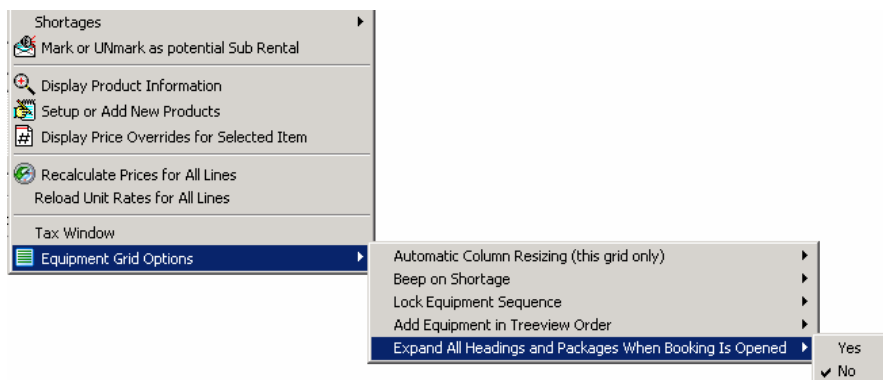 Shortages
Mark or UNmark as potential Sub Rental
Display Product Information
Setup or Add New Products
# Display Price Overrides for Selected Item
Recalculate Prices for All Lines
Reload Unit Rates for All Lines
Tax Window
Equipment Grid Options
Automatic Column Resizing (this grid only)
Beep on Shortage
Lock Equipment Sequence
Add Equipment in Treeview Order
Expand All Headings and Packages When Booking Is Opened
Yes
No